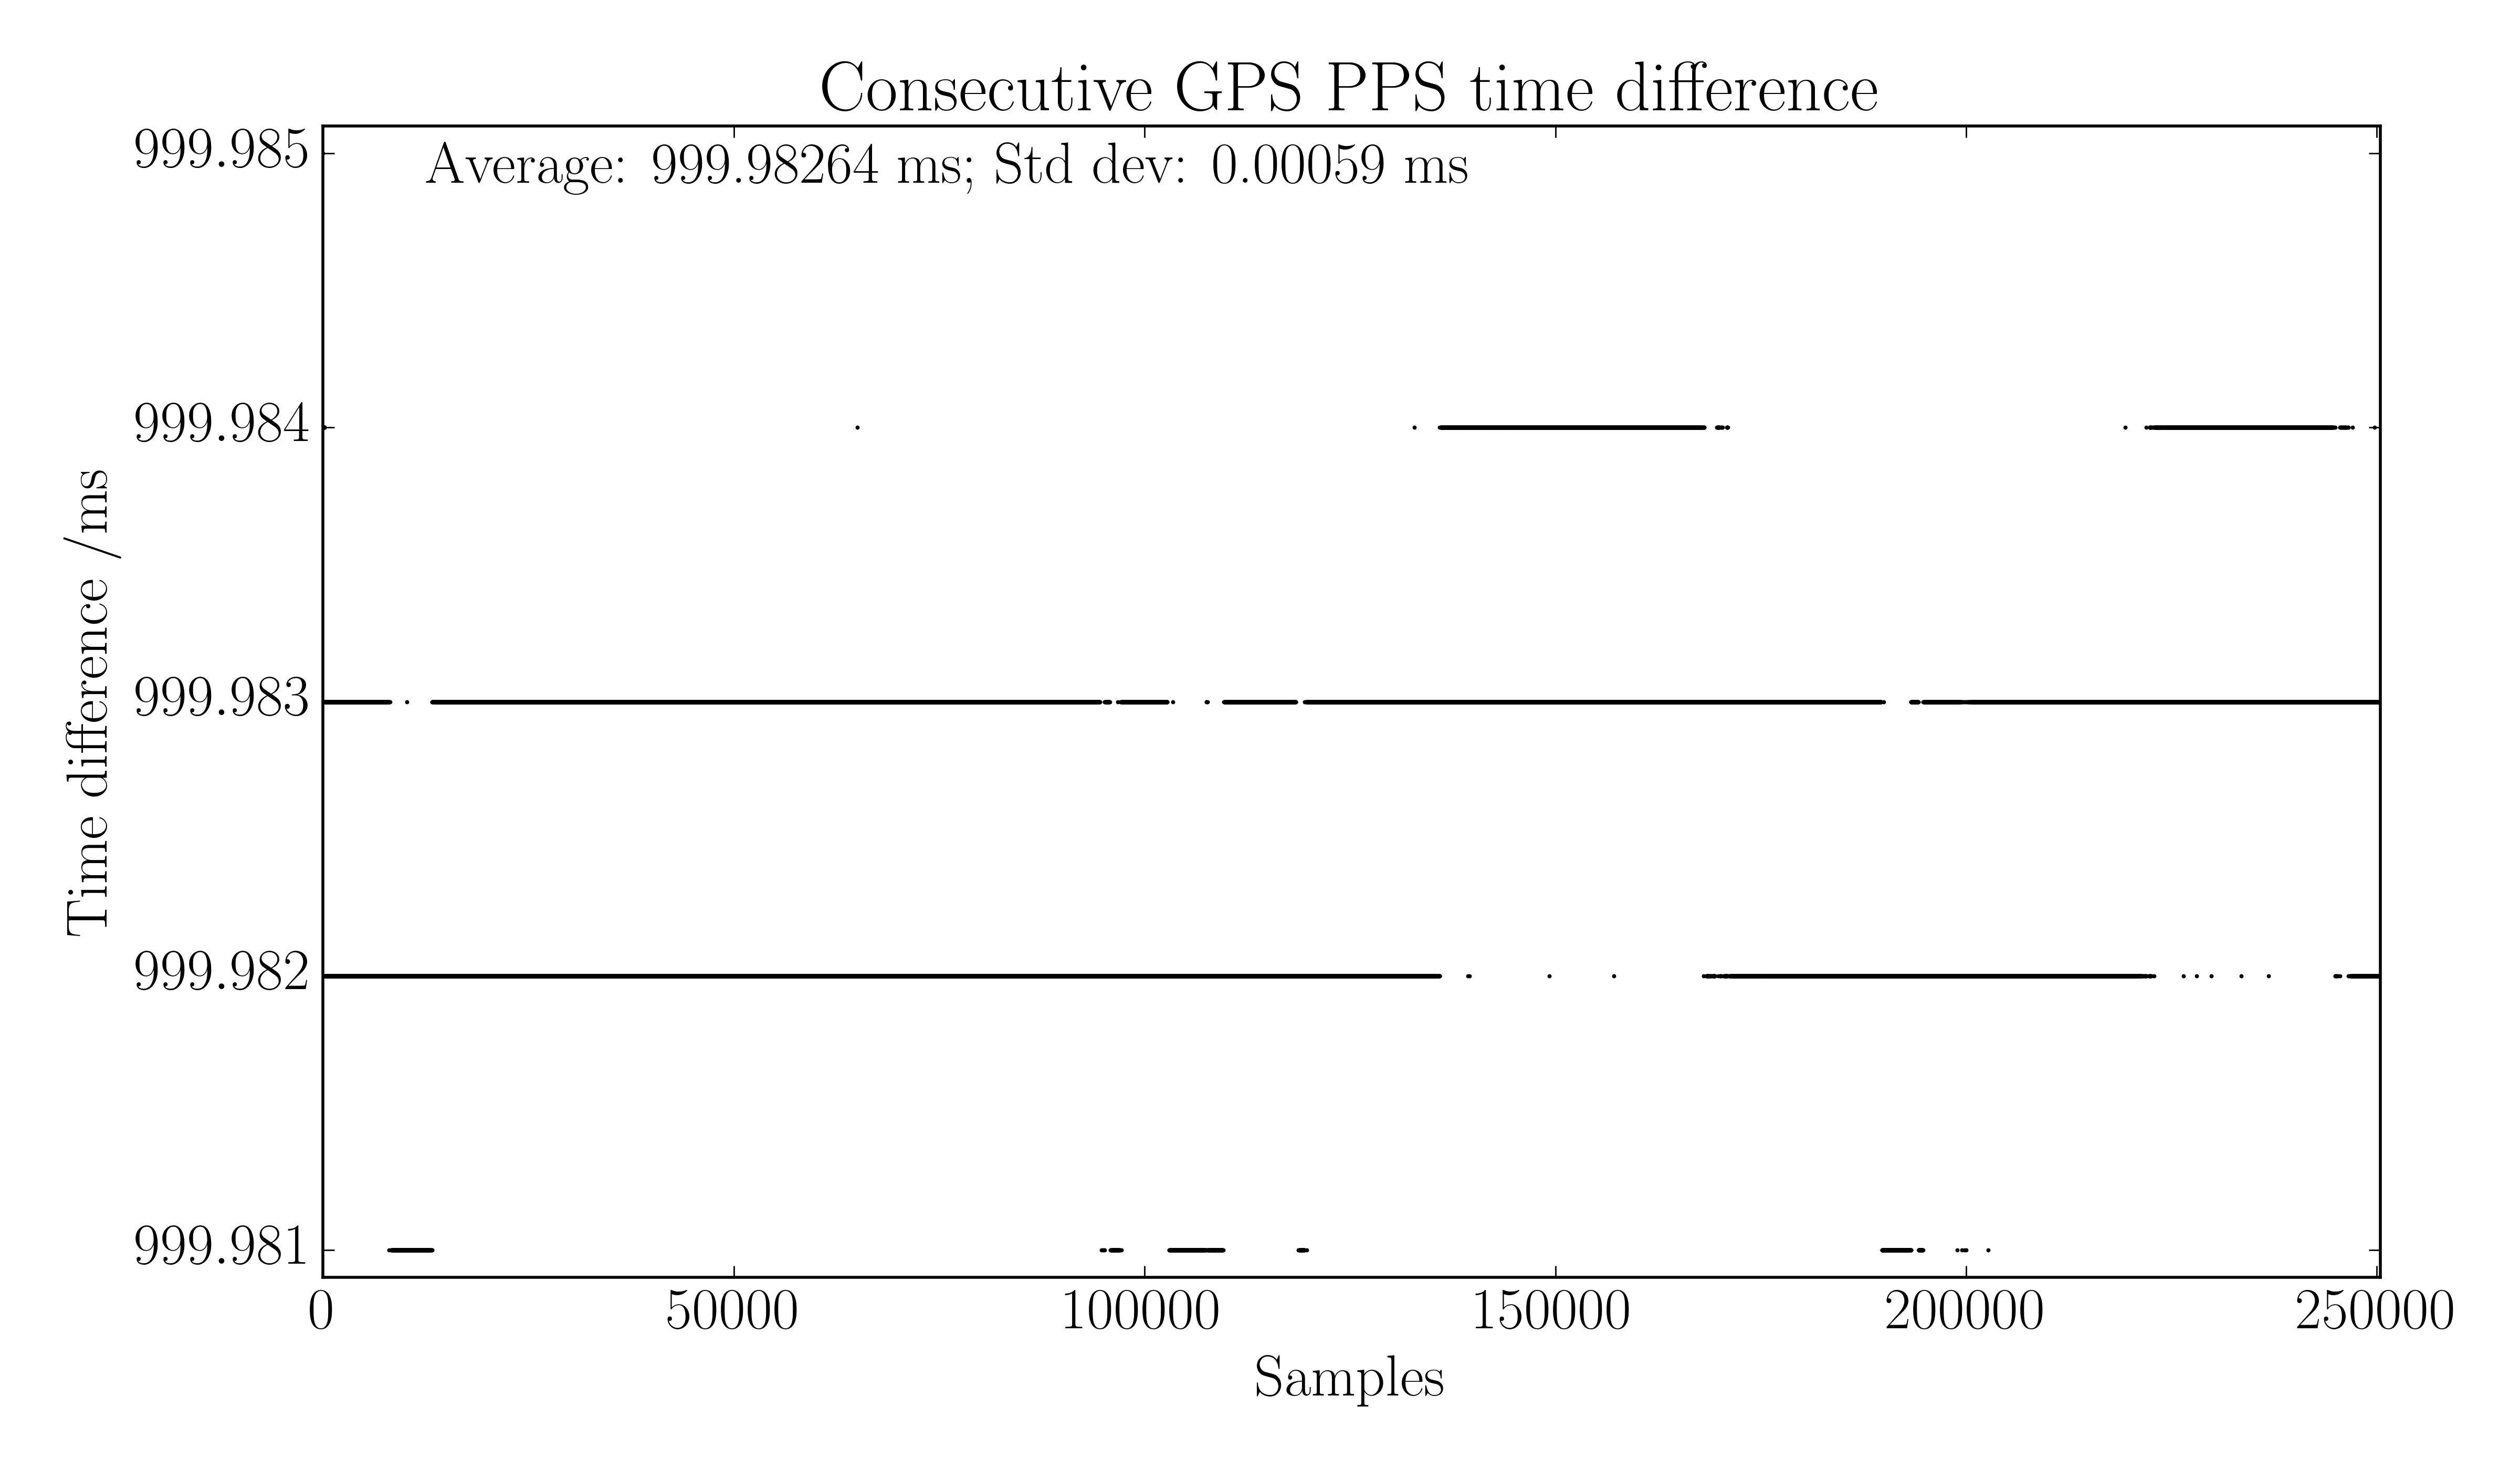 Consecutive GPS PPS time difference
Average: 999.98264 ms; Std dev: 0.00059 ms
Time difference /ms
999.985
999.984
999.983
999.982
999.981
0 50000 100000 150000 200000 250000
Samples